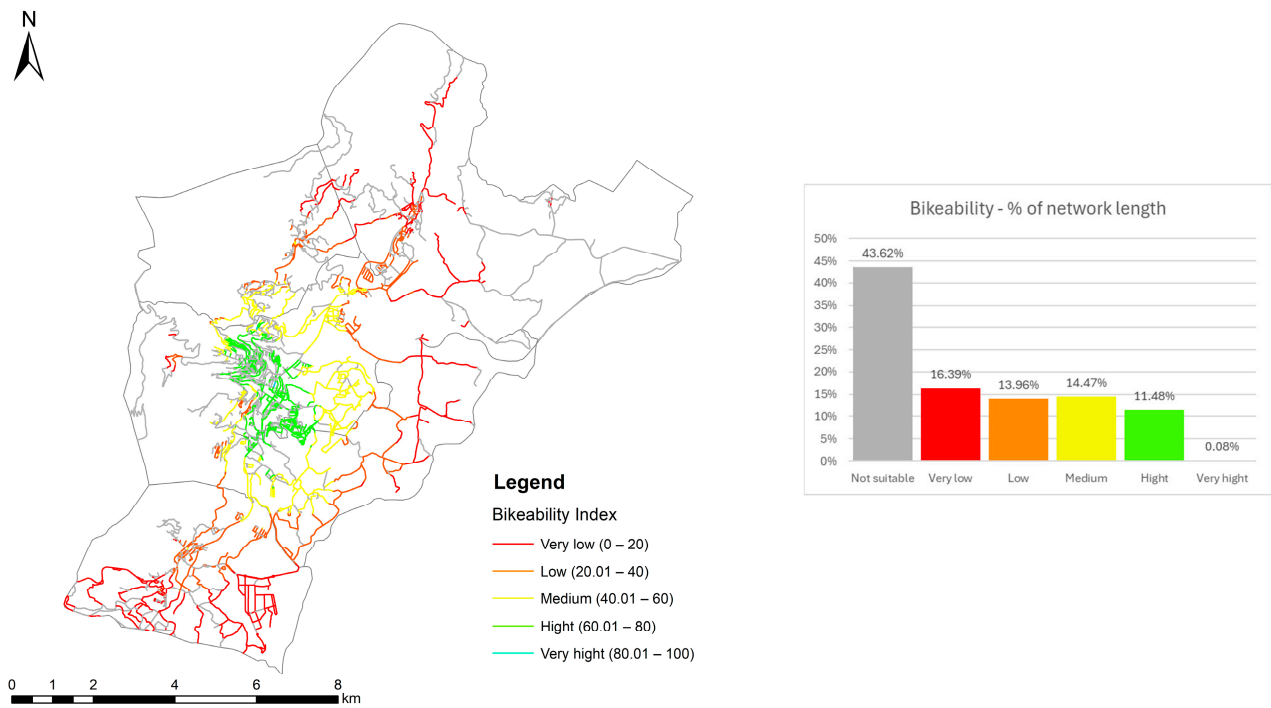 N
Legend
Bikeability Index
Very low (0 – 20)
Low (20.01 – 40)
Medium (40.01 – 60)
Hight (60.01 – 80)
Very hight (80.01 – 100)
0 1 2 4 6 8
km
Bikeability - % of network length
50%
45%
40%
35%
30%
25%
20%
15%
10%
5%
0%
43.62%
16.39%
13.96%
14.47%
11.48%
0.08%
Not suitable Very low Low Medium Hight Very hight